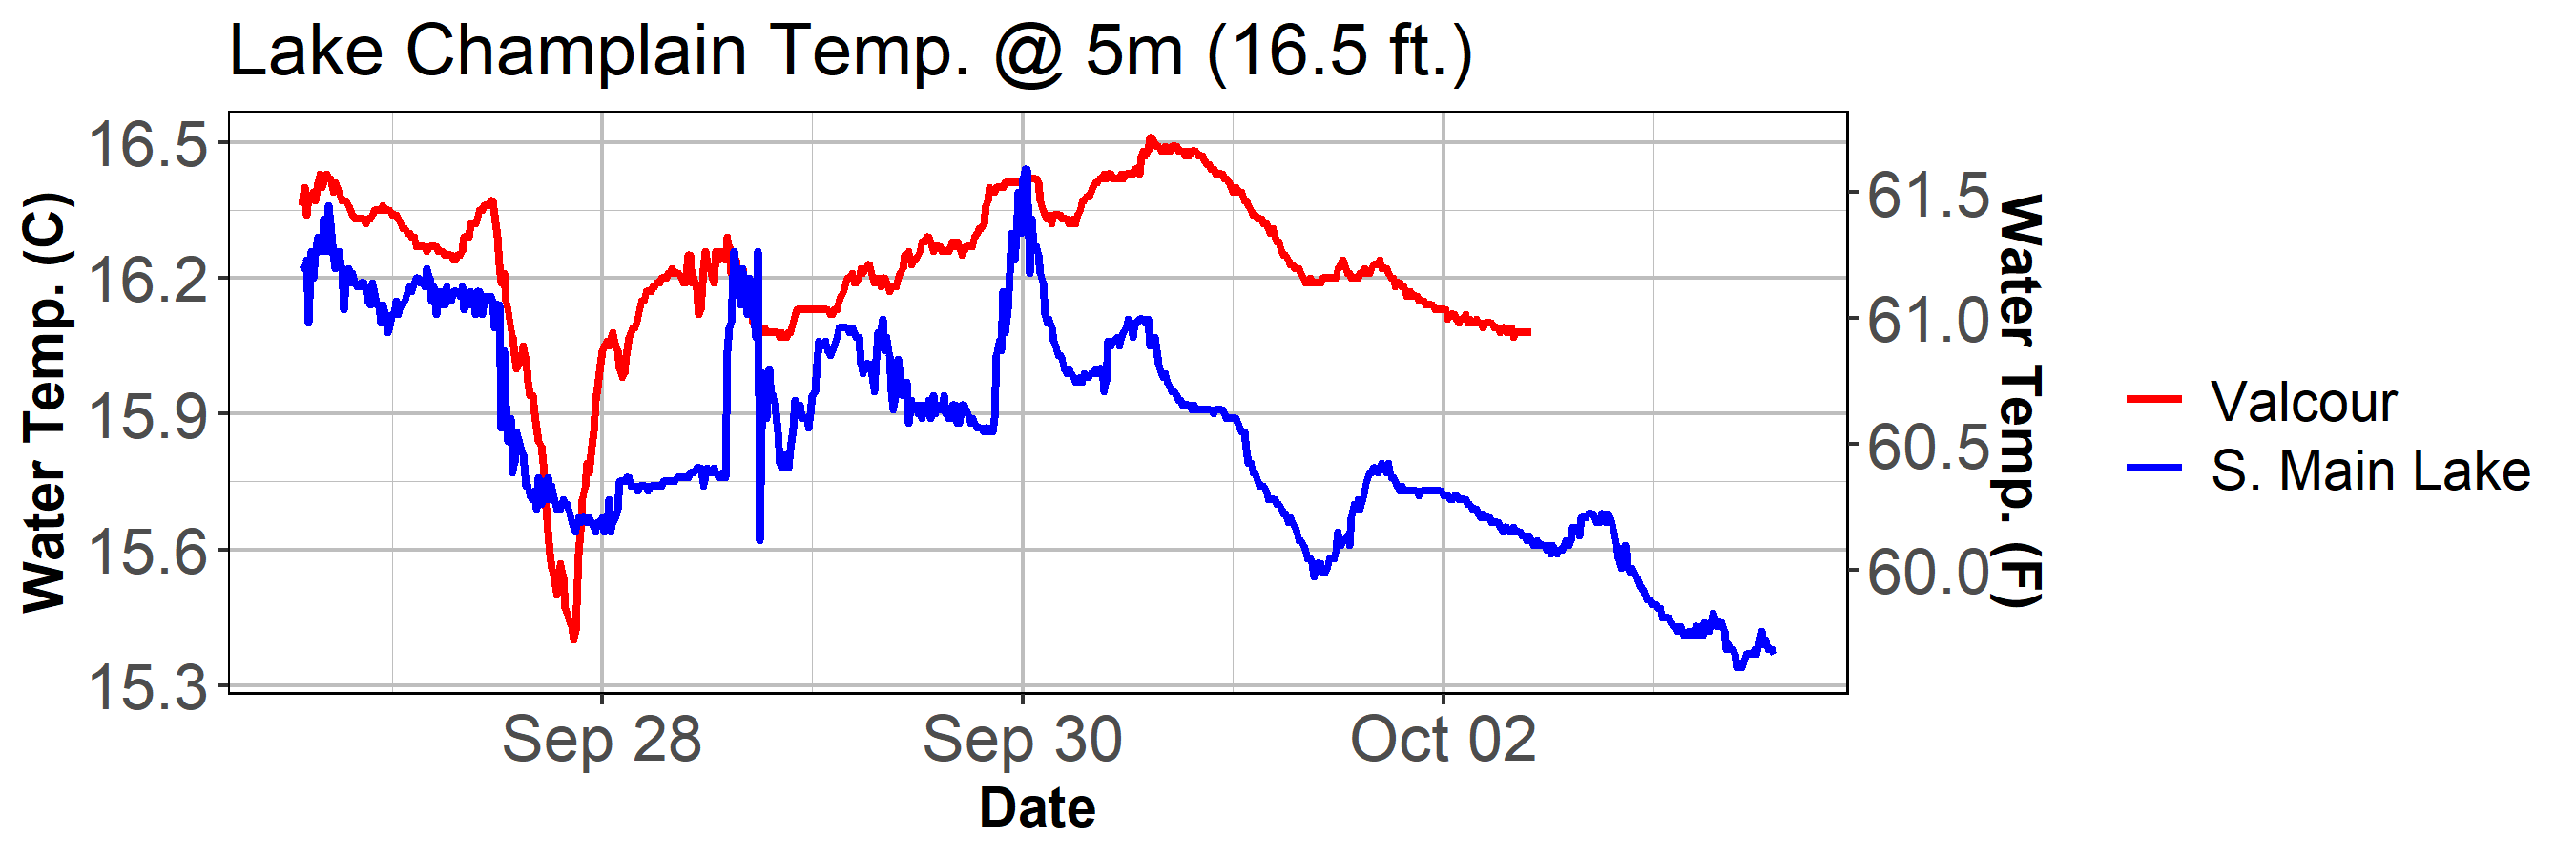 Lake Champlain Temp. @ 5m (16.5 ft.)
Water Temp. (C)
16.5
16.2
15.9
15.6
15.3
61.5
61.0
60.5
60.0
Water Temp. (F)
Sep 28
Sep 30
Oct 02
Date
Valcour
S. Main Lake